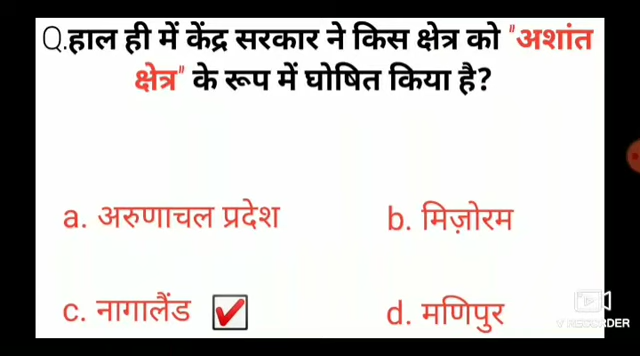 Q.हाल ही में केंद्र सरकार ने किस क्षेत्र को "अशांत
क्षेत्र" के रूप में घोषित किया है?
a. अरुणाचल प्रदेश
b. मिज़ोरम
c. नागालैंड
d. मणिपुर